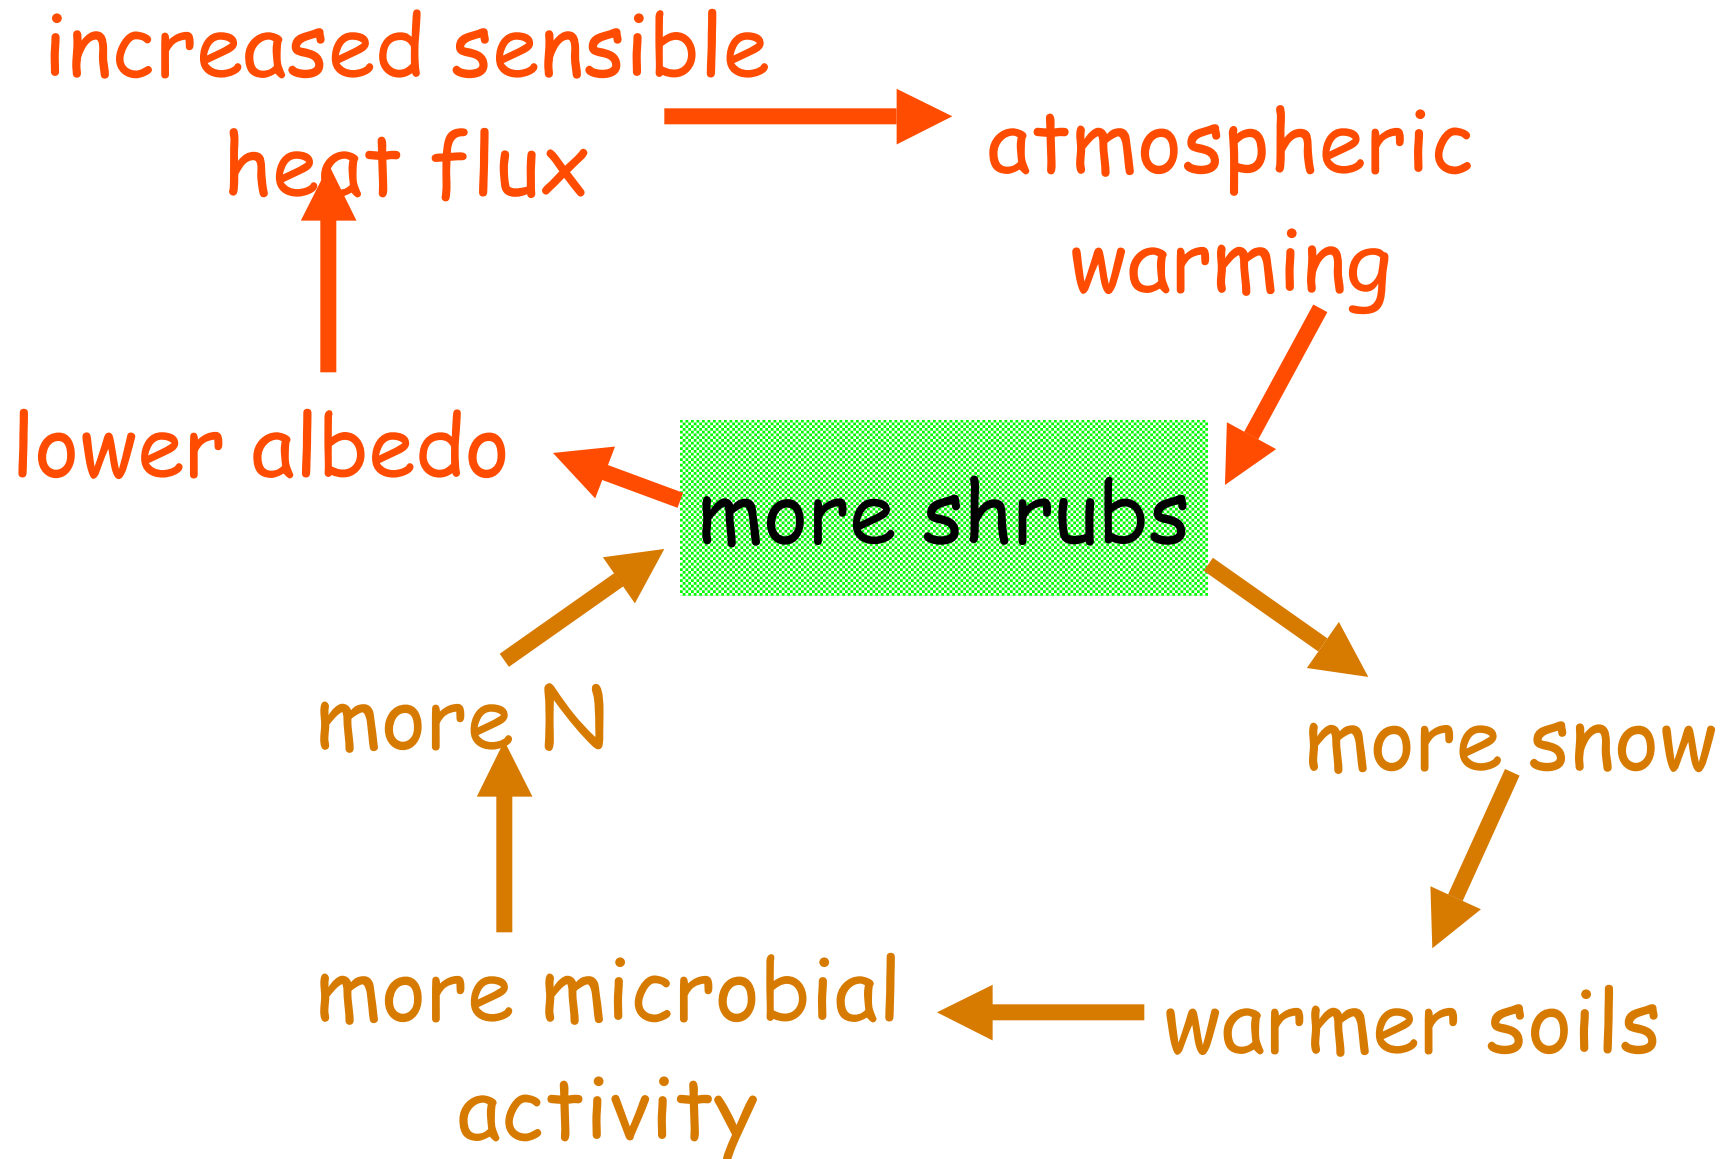 increased sensible
heat flux
atmospheric
warming
lower albedo
more shrubs
more N
more snow
more microbial
activity
warmer soils